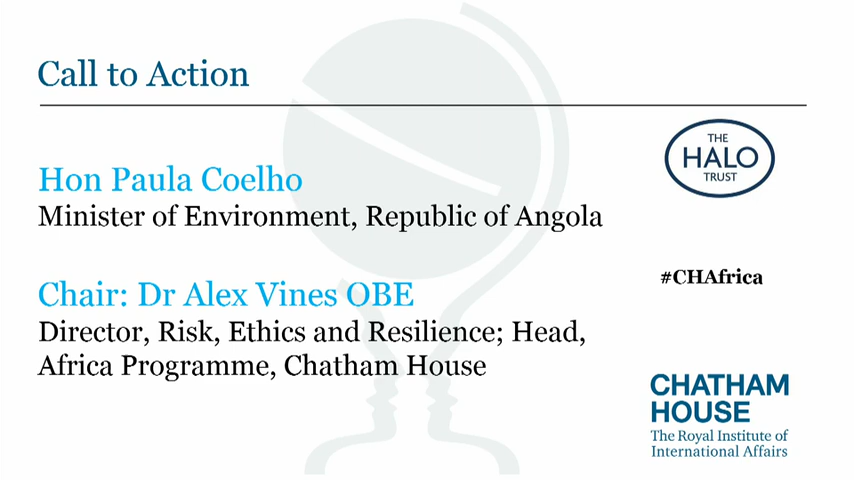 Call to Action
Hon Paula Coelho
Minister of Environment, Republic of Angola
Chair: Dr Alex Vines OBE
Director, Risk, Ethics and Resilience; Head,
Africa Programme, Chatham House
THE
HALO
TRUST
#CHAfrica
CHATHAM
HOUSE
The Royal Institute of
International Affairs